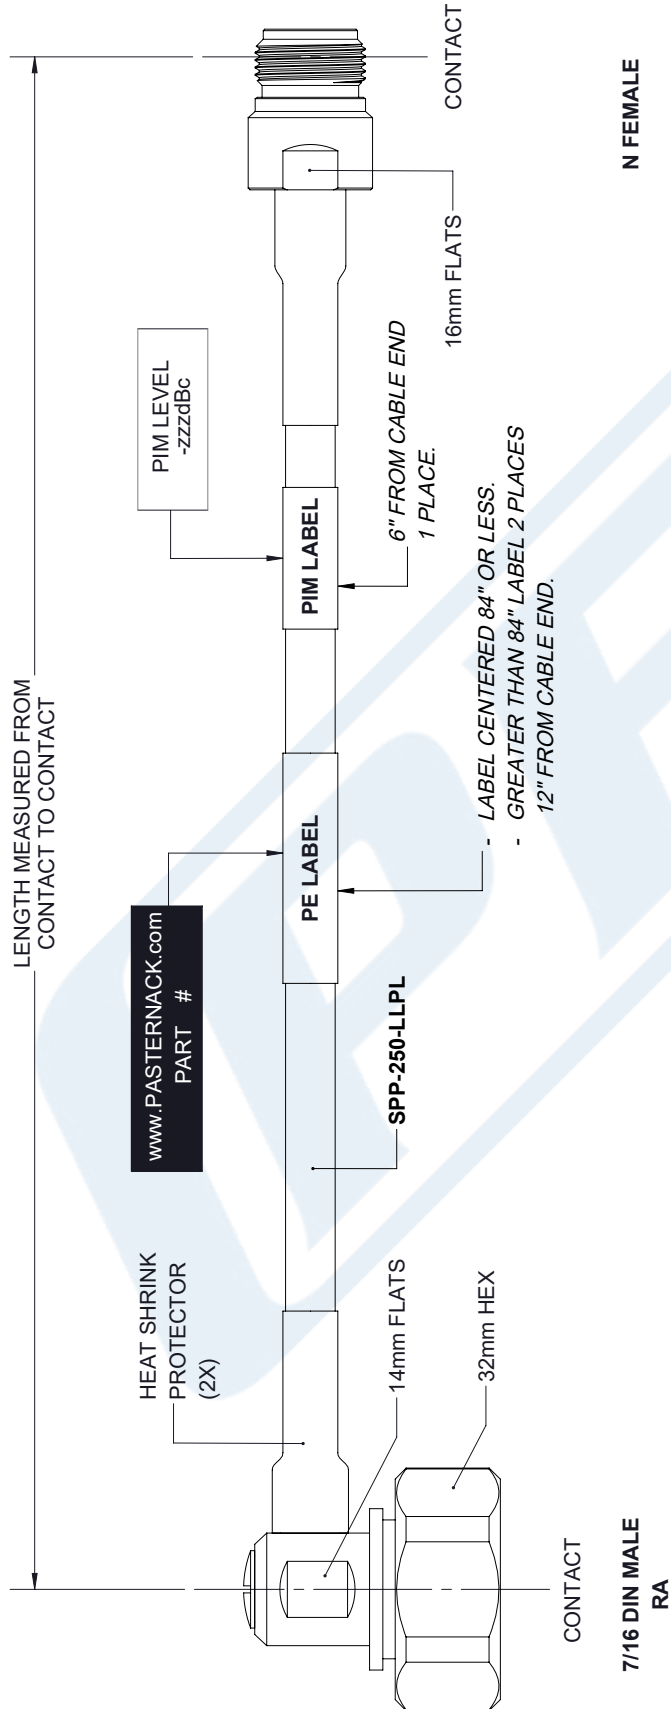 LENGTH MEASURED FROM
CONTACT TO CONTACT
www.PASTERNACK.com
PART #
PIM LEVEL
-zzzdBc
HEAT SHRINK
PROTECTOR
(2X)
PE LABEL
PIM LABEL
SPP-250-LLPL
14mm FLATS
32mm HEX
6" FROM CABLE END
1 PLACE.
16mm FLATS
- LABEL CENTERED 84" OR LESS.
- GREATER THAN 84" LABEL 2 PLACES
12" FROM CABLE END.
CONTACT
7/16 DIN MALE
RA
CONTACT
N FEMALE